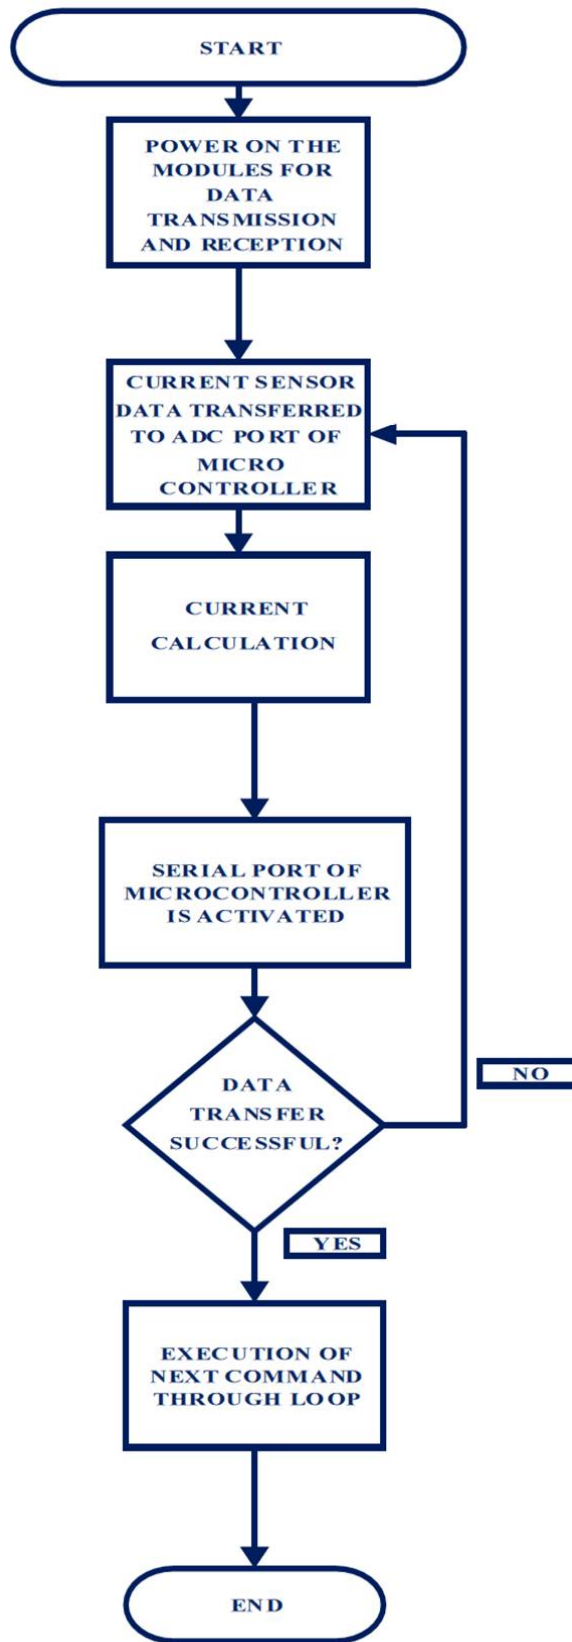 START
POWER ON THE
MODULES FOR
DATA
TRANSMISSION
AND RECEPTION
CURRENT SENSOR
DATA TRANSFERRED
TO ADC PORT OF
MICRO
CONTROLLER
CURRENT
CALCULATION
SERIAL PORT OF
MICROCONTROLLER
IS ACTIVATED
DATA
TRANSFER
SUCCESSFUL?
NO
YES
EXECUTION OF
NEXT COMMAND
THROUGH LOOP
END